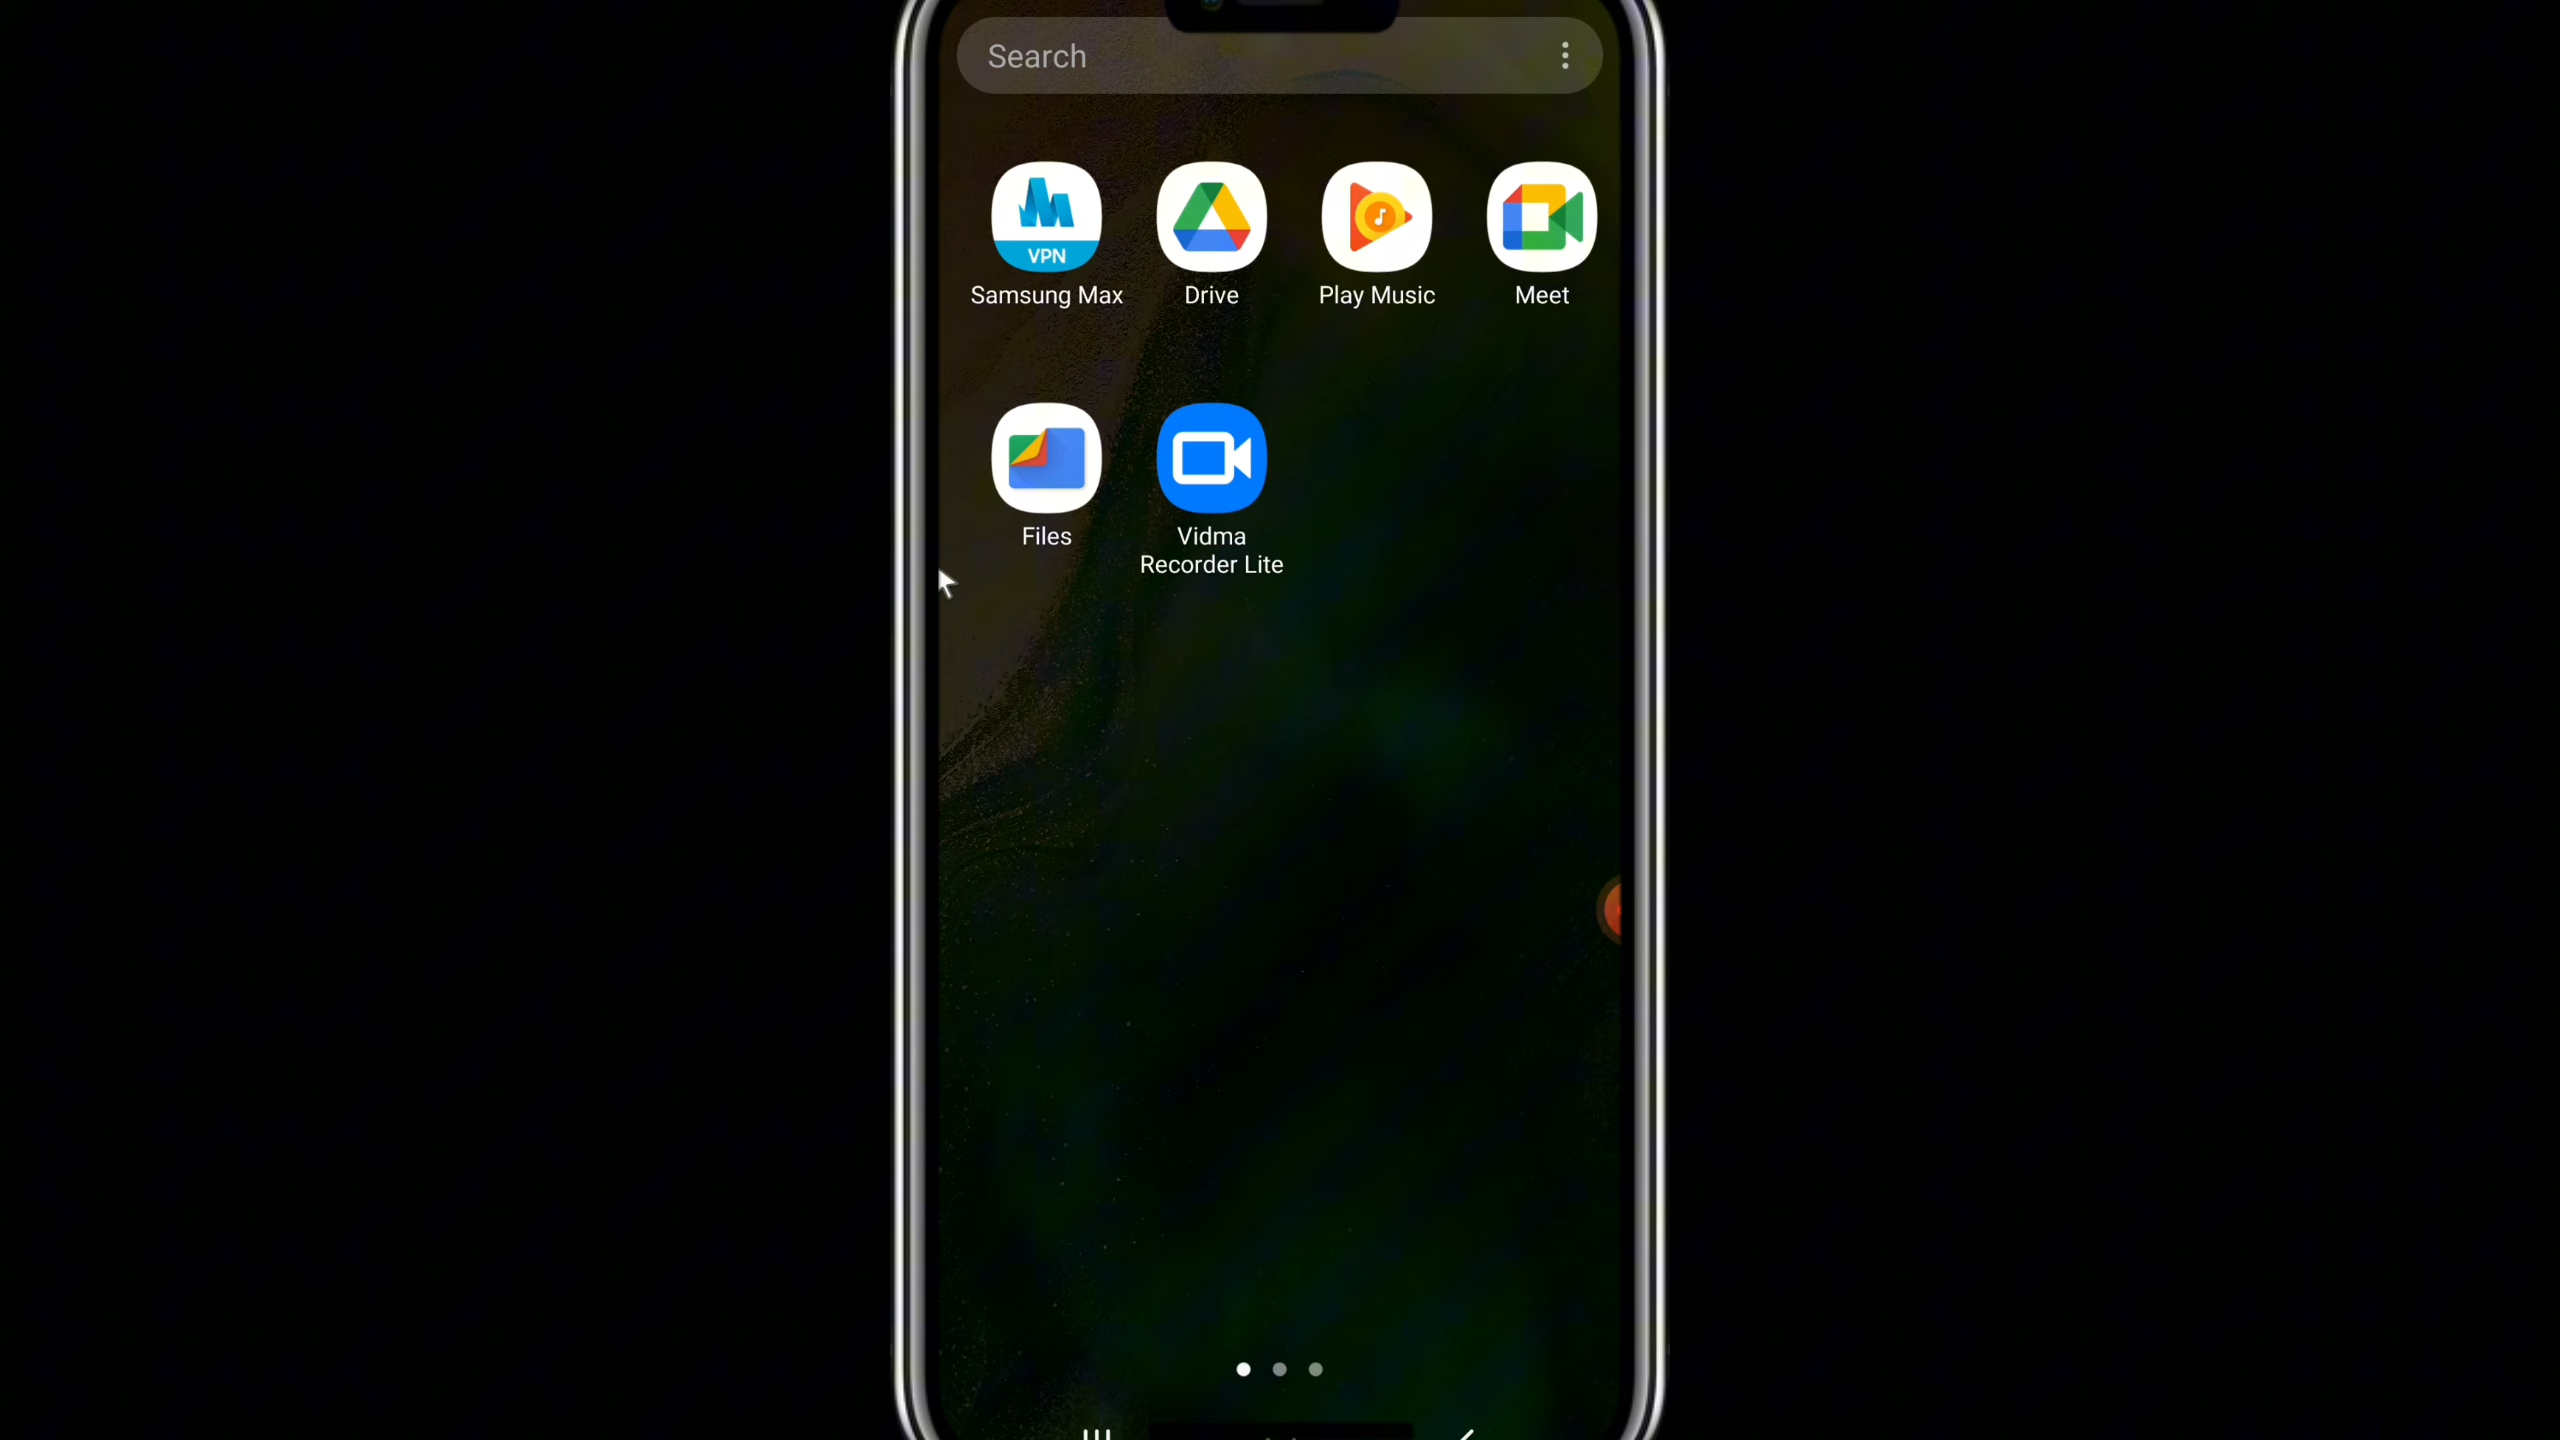 Search
VPN
Samsung Max
Drive
Play Music
Meet
Files
Vidma
Recorder Lite